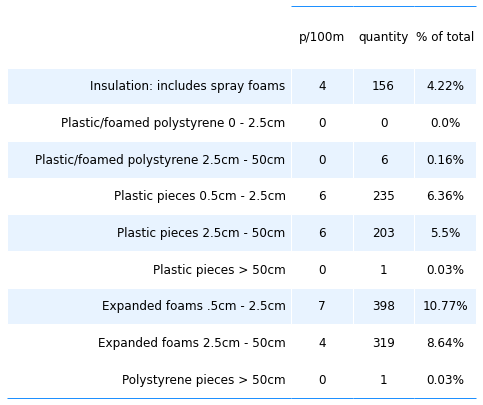 p/100m quantity % of total
Insulation: includes spray foams 4 156 4.22%
Plastic/foamed polystyrene 0 - 2.5cm 0 0 0.0%
Plastic/foamed polystyrene 2.5cm - 50cm 0 6 0.16%
Plastic pieces 0.5cm - 2.5cm 6 235 6.36%
Plastic pieces 2.5cm - 50cm 6 203 5.5%
Plastic pieces > 50cm 0 1 0.03%
Expanded foams .5cm - 2.5cm 7 398 10.77%
Expanded foams 2.5cm - 50cm 4 319 8.64%
Polystyrene pieces > 50cm 0 1 0.03%